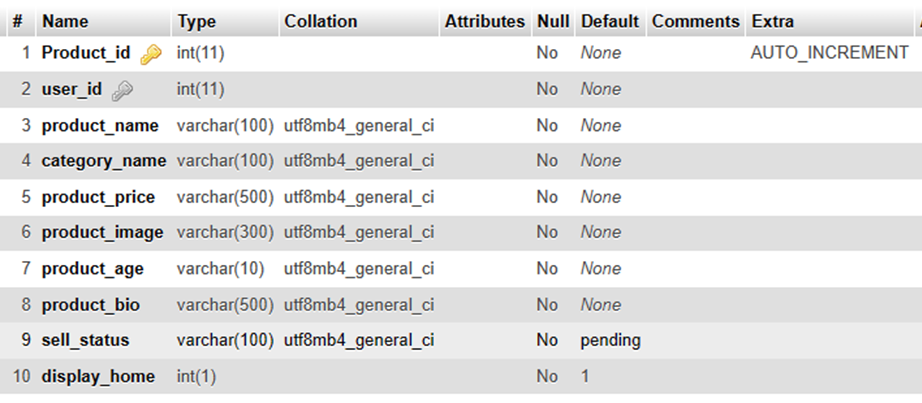 # Name Type Collation Attributes Null Default Comments Extra
1 Product_id int(11) No None AUTO_INCREMENT
2 user_id int(11) No None
3 product_name varchar(100) utf8mb4_general_ci No None
4 category_name varchar(100) utf8mb4_general_ci No None
5 product_price varchar(500) utf8mb4_general_ci No None
6 product_image varchar(300) utf8mb4_general_ci No None
7 product_age varchar(10) utf8mb4_general_ci No None
8 product_bio varchar(500) utf8mb4_general_ci No None
9 sell_status varchar(100) utf8mb4_general_ci No pending
10 display_home int(1) No 1